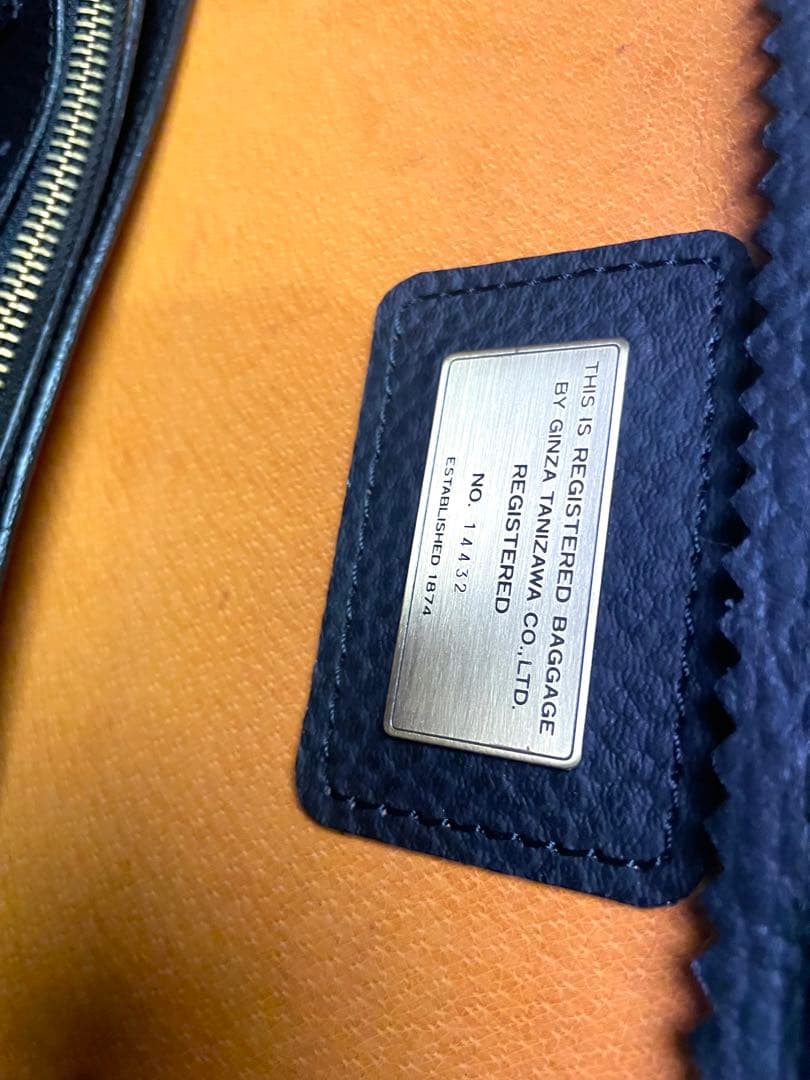 THIS IS REGISTERED BAGGAGE
BY GINZA TANIZAWA CO.,LTD.
REGISTERED
NO. 14432
ESTABLISHED 1874